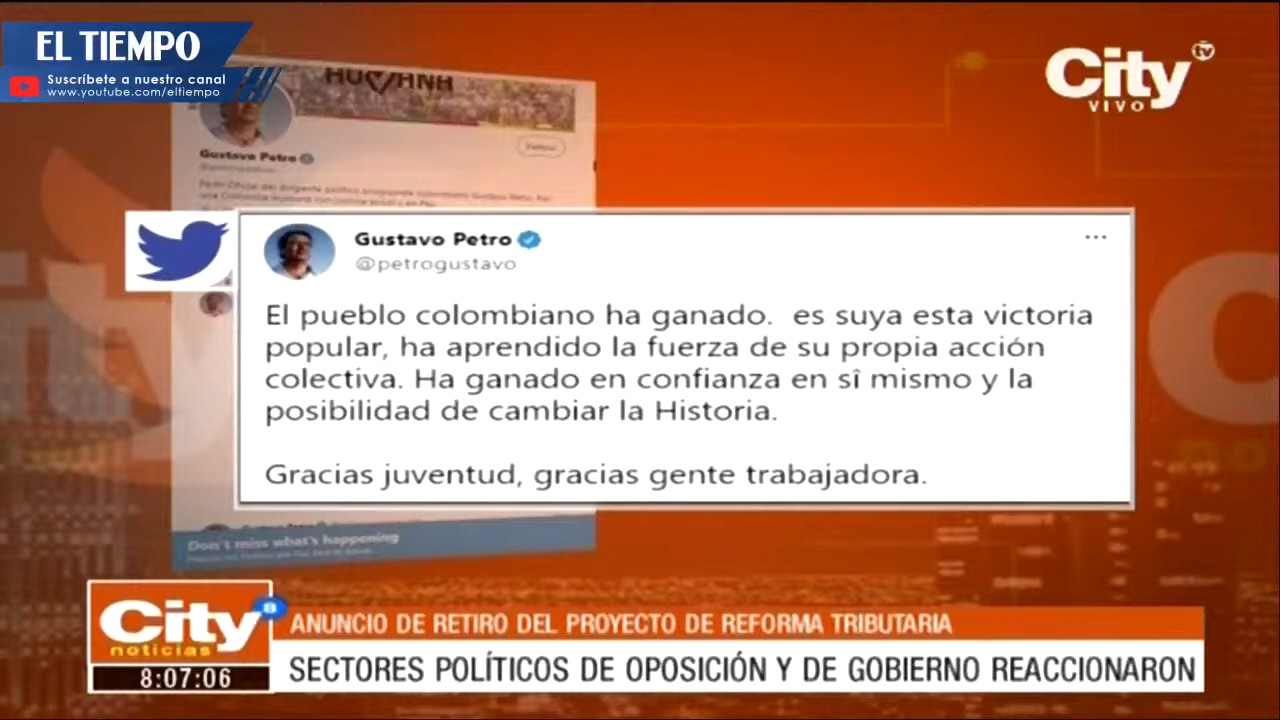 EL TIEMPO
Suscríbete a nuestro canal
www.youtube.com/eltiempo
City tv
VIVO
HUMANA
Gustavo Petro
Gustavo Petro
@petrogustavo
El pueblo colombiano ha ganado. es suya esta victoria
popular, ha aprendido la fuerza de su propia acción
colectiva. Ha ganado en confianza en sî mismo y la
posibilidad de cambiar la Historia.
Gracias juventud, gracias gente trabajadora.
Don't miss what's happening
City 8
noticias
8:07:06
ANUNCIO DE RETIRO DEL PROYECTO DE REFORMA TRIBUTARIA
SECTORES POLÍTICOS DE OPOSICIÓN Y DE GOBIERNO REACCIONARON